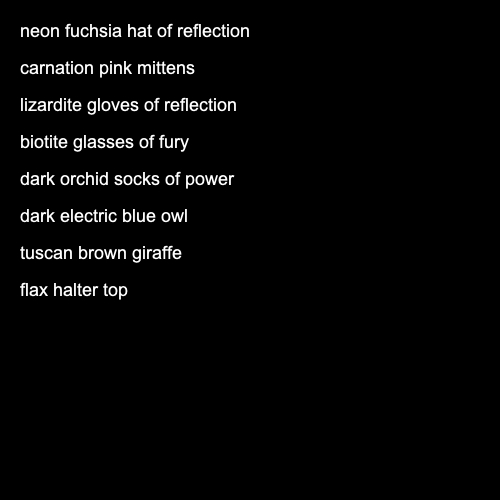 neon fuchsia hat of reflection
carnation pink mittens
lizardite gloves of reflection
biotite glasses of fury
dark orchid socks of power
dark electric blue owl
tuscan brown giraffe
flax halter top